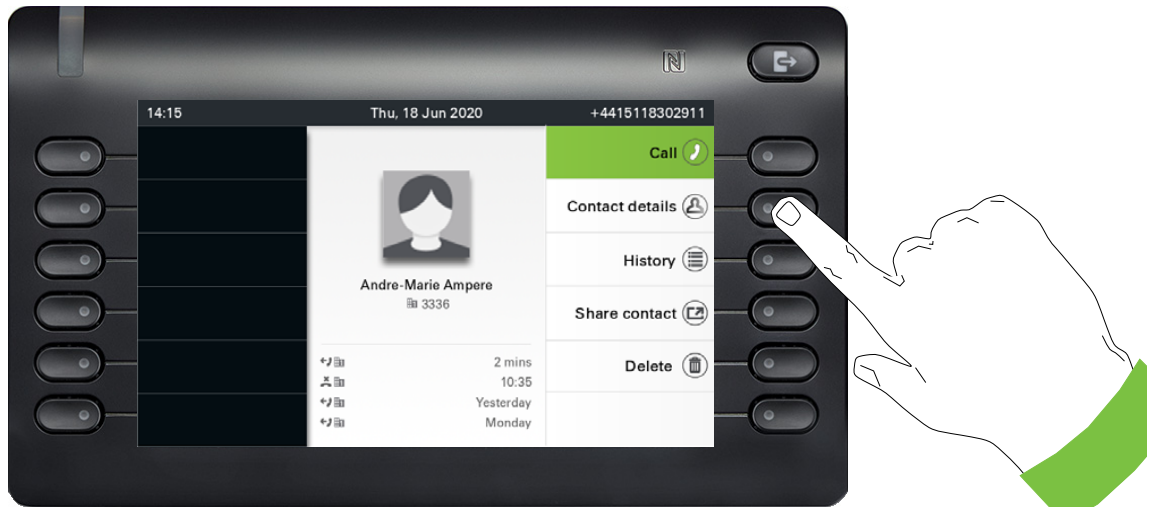 14:15 Thu, 18 Jun 2020 +4415118302911
Call
Contact details
History
Share contact
Delete
Andre-Marie Ampere
3336
2 mins
10:35
Yesterday
Monday